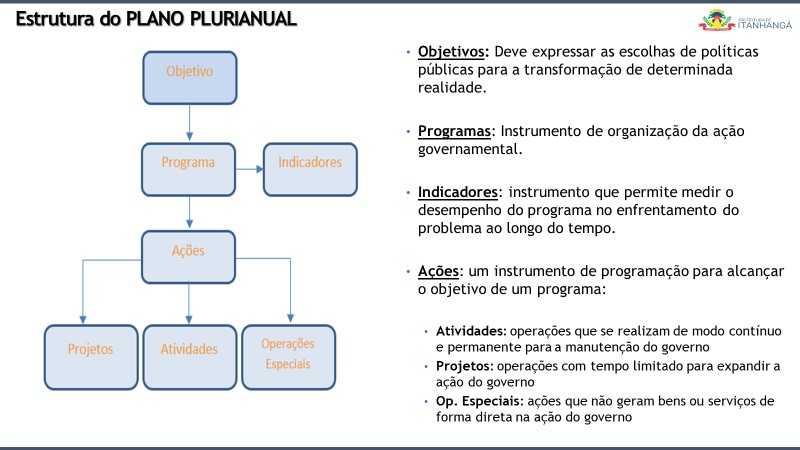 Estrutura do PLANO PLURIANUAL
PREFEITURA DE
ITANHANGÁ
Objetivo
Programa
Indicadores
Ações
Projetos
Atividades
Operações
Especiais
• Objetivos: Deve expressar as escolhas de políticas
públicas para a transformação de determinada
realidade.
• Programas: Instrumento de organização da ação
governamental.
• Indicadores: instrumento que permite medir o
desempenho do programa no enfrentamento do
problema ao longo do tempo.
• Ações: um instrumento de programação para alcançar
o objetivo de um programa:
• Atividades: operações que se realizam de modo contínuo
e permanente para a manutenção do governo
• Projetos: operações com tempo limitado para expandir a
ação do governo
• Op. Especiais: ações que não geram bens ou serviços de
forma direta na ação do governo